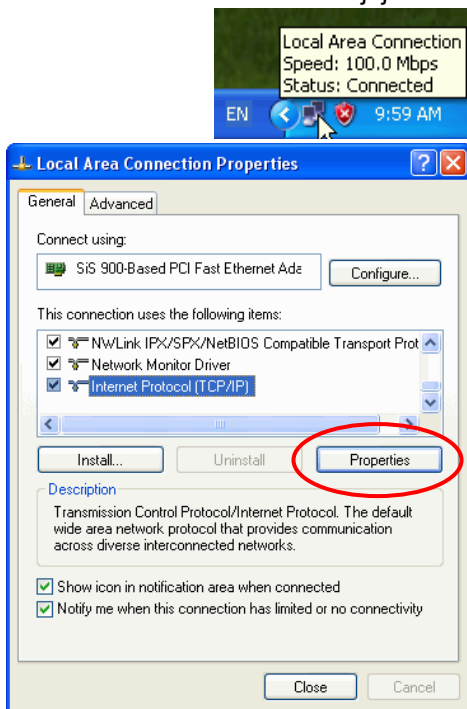 Local Area Connection
Speed: 100.0 Mbps
Status: Connected
EN
9:59 AM
Local Area Connection Properties
General
Advanced
Connect using:
SiS 900-Based PCI Fast Ethernet Ada
Configure...
This connection uses the following items:
NWLink IPX/SPX/NetBIOS Compatible Transport Prot
Network Monitor Driver
Internet Protocol (TCP/IP)
Install...
Uninstall
Properties
Description
Transmission Control Protocol/Internet Protocol. The default
wide area network protocol that provides communication
across diverse interconnected networks.
Show icon in notification area when connected
Notify me when this connection has limited or no connectivity
Close
Cancel